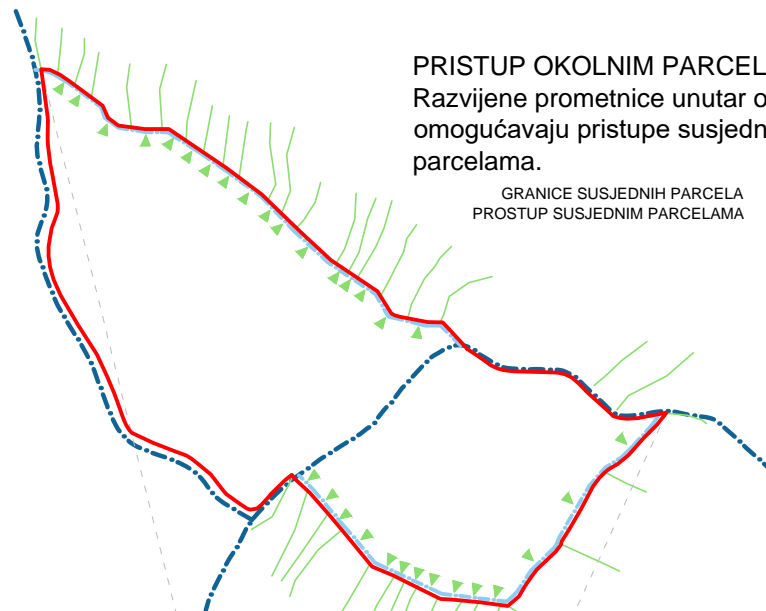 PRISTUP OKOLNIM PARCEL
Razvijene prometnice unutar o
omogućavaju pristupe susjedn
parcelama.
GRANICE SUSJEDNIH PARCELA
PROSTUP SUSJEDNIM PARCELAMA